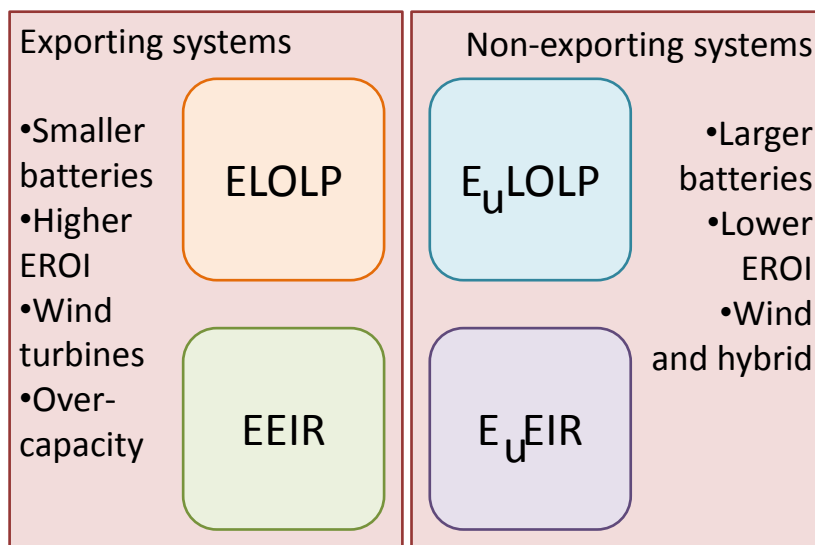 Exporting systems
•Smaller
batteries
•Higher
EROI
•Wind
turbines
•Over-
capacity
ELOLP
EEIR
Non-exporting systems
EuLOLP
EuEIR
•Larger
batteries
•Lower
EROI
•Wind
and hybrid